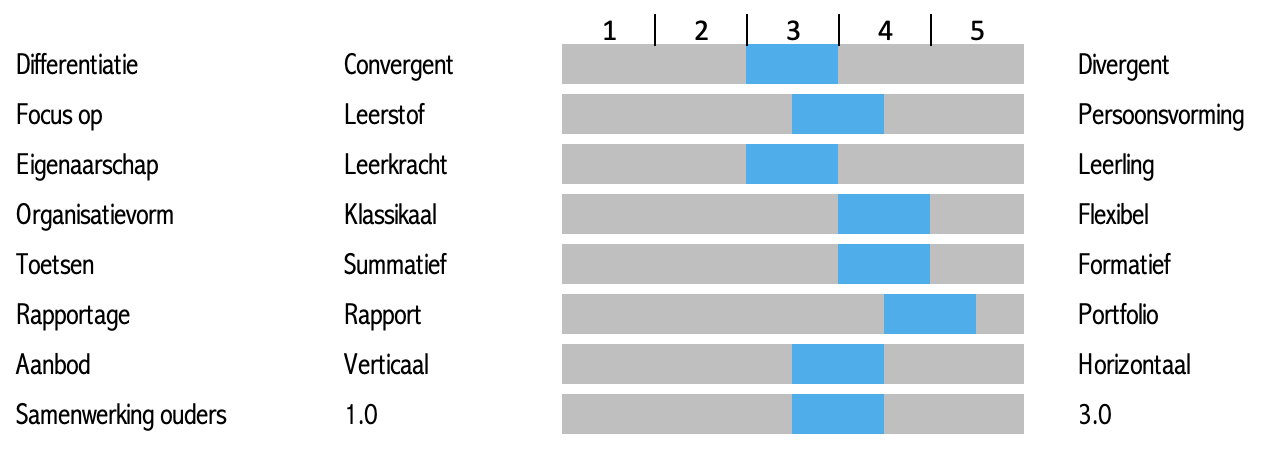 1 2 3 4 5
Differentiatie Convergent Divergent
Focus op Leerstof Persoonsvorming
Eigenaarschap Leerkracht Leerling
Organisatievorm Klassikaal Flexibel
Toetsen Summatief Formatief
Rapportage Rapport Portfolio
Aanbod Verticaal Horizontaal
Samenwerking ouders 1.0 3.0